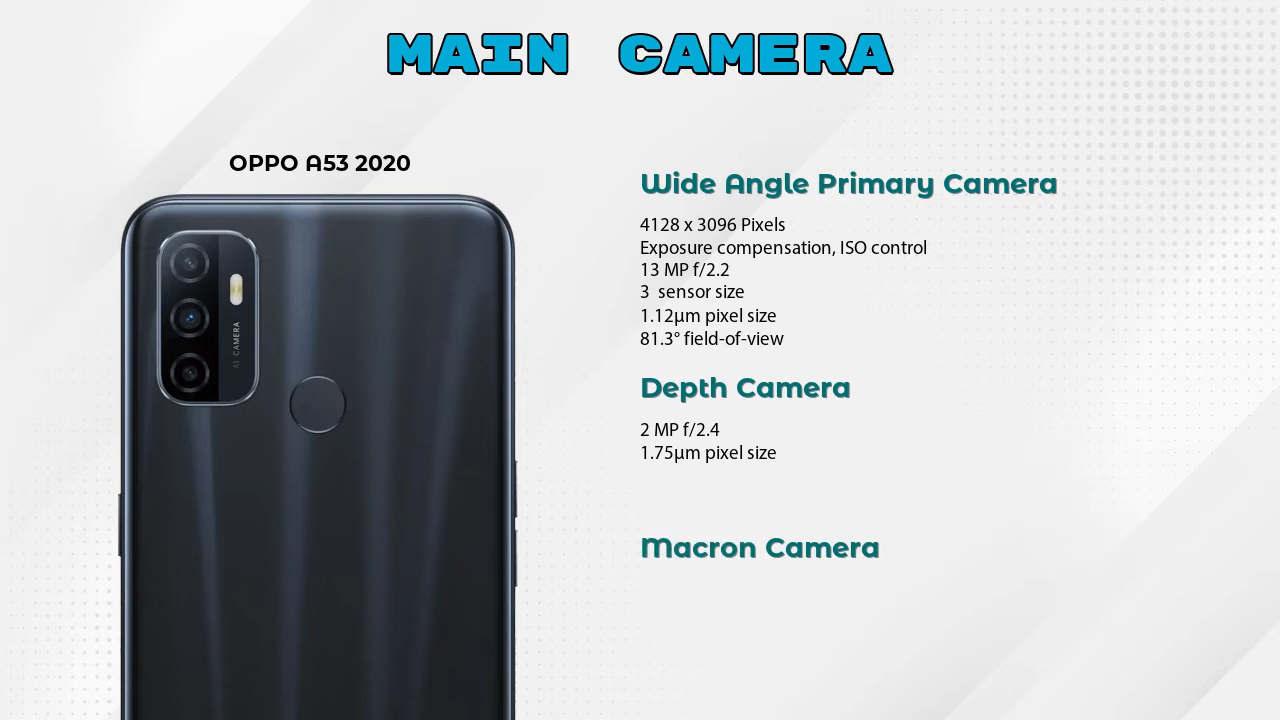 MAIN CAMERA
OPPO A53 2020
Wide Angle Primary Camera
4128 x 3096 Pixels
Exposure compensation, ISO control
13 MP f/2.2
3  sensor size
1.12µm pixel size
81.3° field-of-view
Depth Camera
2 MP f/2.4
1.75µm pixel size
Macron Camera
AI CAMERA